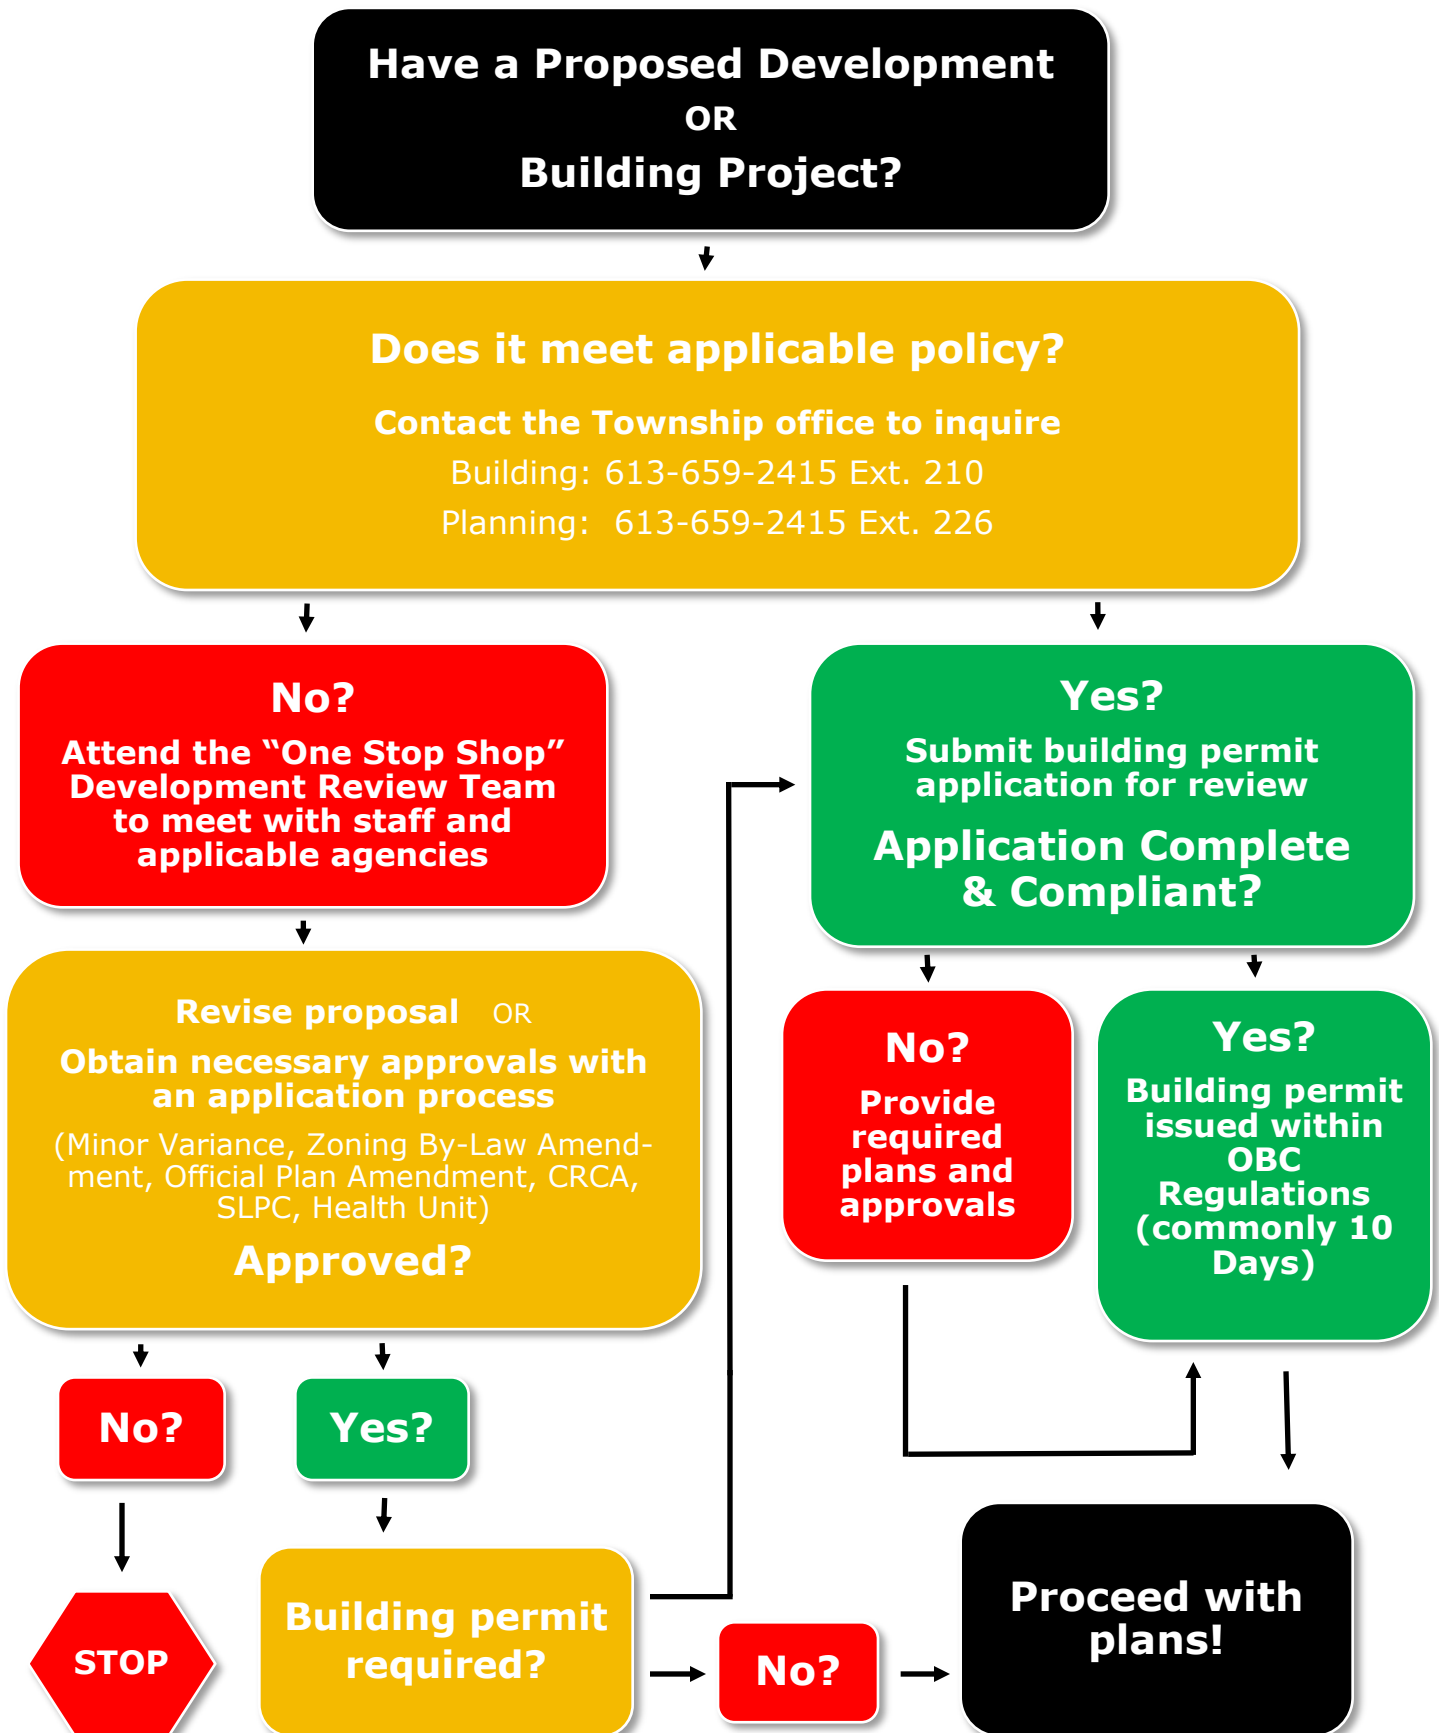 Have a Proposed Development
OR
Building Project?
Does it meet applicable policy?
Contact the Township office to inquire
Building: 613-659-2415 Ext. 210
Planning: 613-659-2415 Ext. 226
No?
Attend the “One Stop Shop”
Development Review Team
to meet with staff and
applicable agencies
Yes?
Submit building permit
application for review
Application Complete
& Compliant?
Revise proposal OR
Obtain necessary approvals with
an application process
(Minor Variance, Zoning By-Law Amend-
ment, Official Plan Amendment, CRCA,
SLPC, Health Unit)
Approved?
No?
Provide
required
plans and
approvals
Yes?
Building permit
issued within
OBC
Regulations
(commonly 10
Days)
No?
Yes?
STOP
Building permit
required?
No?
Proceed with
plans!